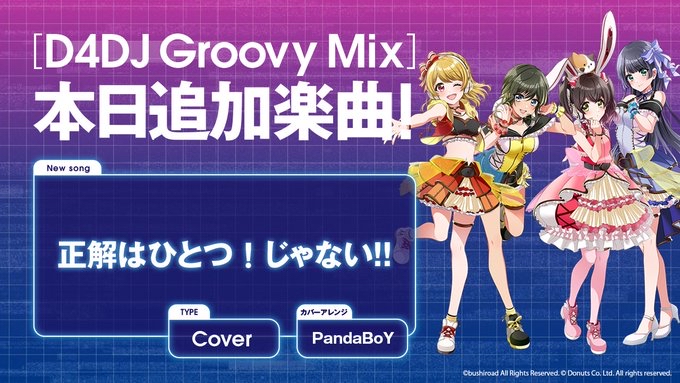 [D4DJ Groovy Mix]
本日追加楽曲!
New song
正解はひとつ！じゃない!!
TYPE
Cover
カバーアレンジ
PandaBoY
©bushiroad All Rights Reserved. © Donuts Co. Ltd. All rights reserved.